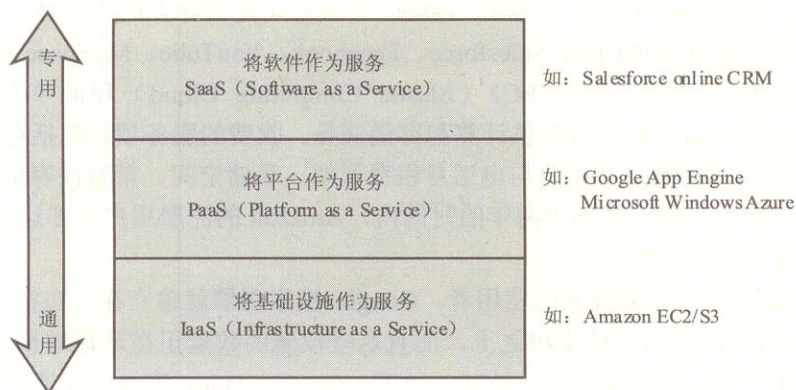 专用
将软件作为服务
SaaS（Software as a Service）
如：Salesforce online CRM
将平台作为服务
PaaS（Platform as a Service）
如：Google App Engine
Microsoft Windows Azure
将基础设施作为服务
IaaS（Infrastructure as a Service）
如：Amazon EC2/S3
通用